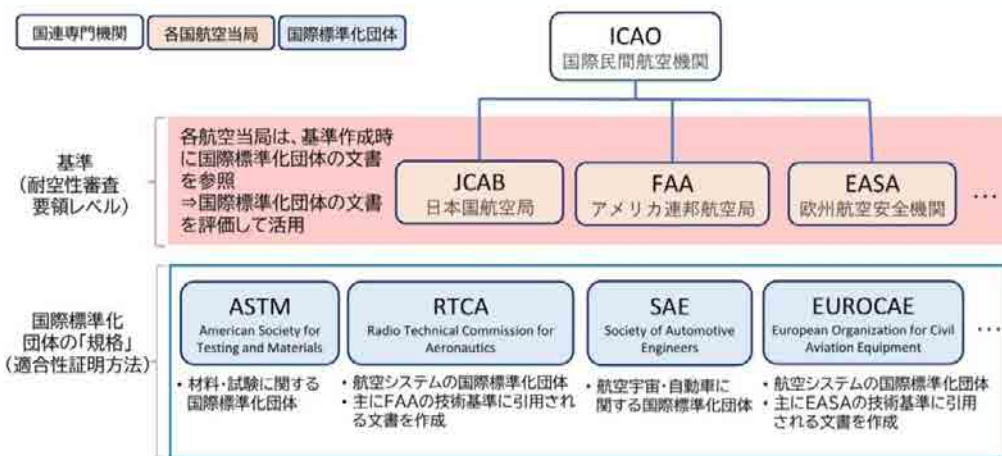 国連専門機関
各国航空当局
国際標準化団体
ICAO
国際民間航空機関
基準
(耐空性審査
要領レベル)
各航空当局は、基準作成時
に国際標準化団体の文書
を参照
⇒国際標準化団体の文書
を評価して活用
JCAB
日本国航空局
FAA
アメリカ連邦航空局
EASA
欧州航空安全機関
…
国際標準化
団体の「規格」
(適合性証明方法)
ASTM
American Society for
Testing and Materials
・材料・試験に関する
国際標準化団体
RTCA
Radio Technical Commission for
Aeronautics
・航空システムの国際標準化団体
・主にFAAの技術基準に引用され
る文書を作成
SAE
Society of Automotive
Engineers
・航空宇宙・自動車に
関する国際標準化団体
EUROCAE
European Organization for Civil
Aviation Equipment
・航空システムの国際標準化団体
・主にEASAの技術基準に引用
される文書を作成
…